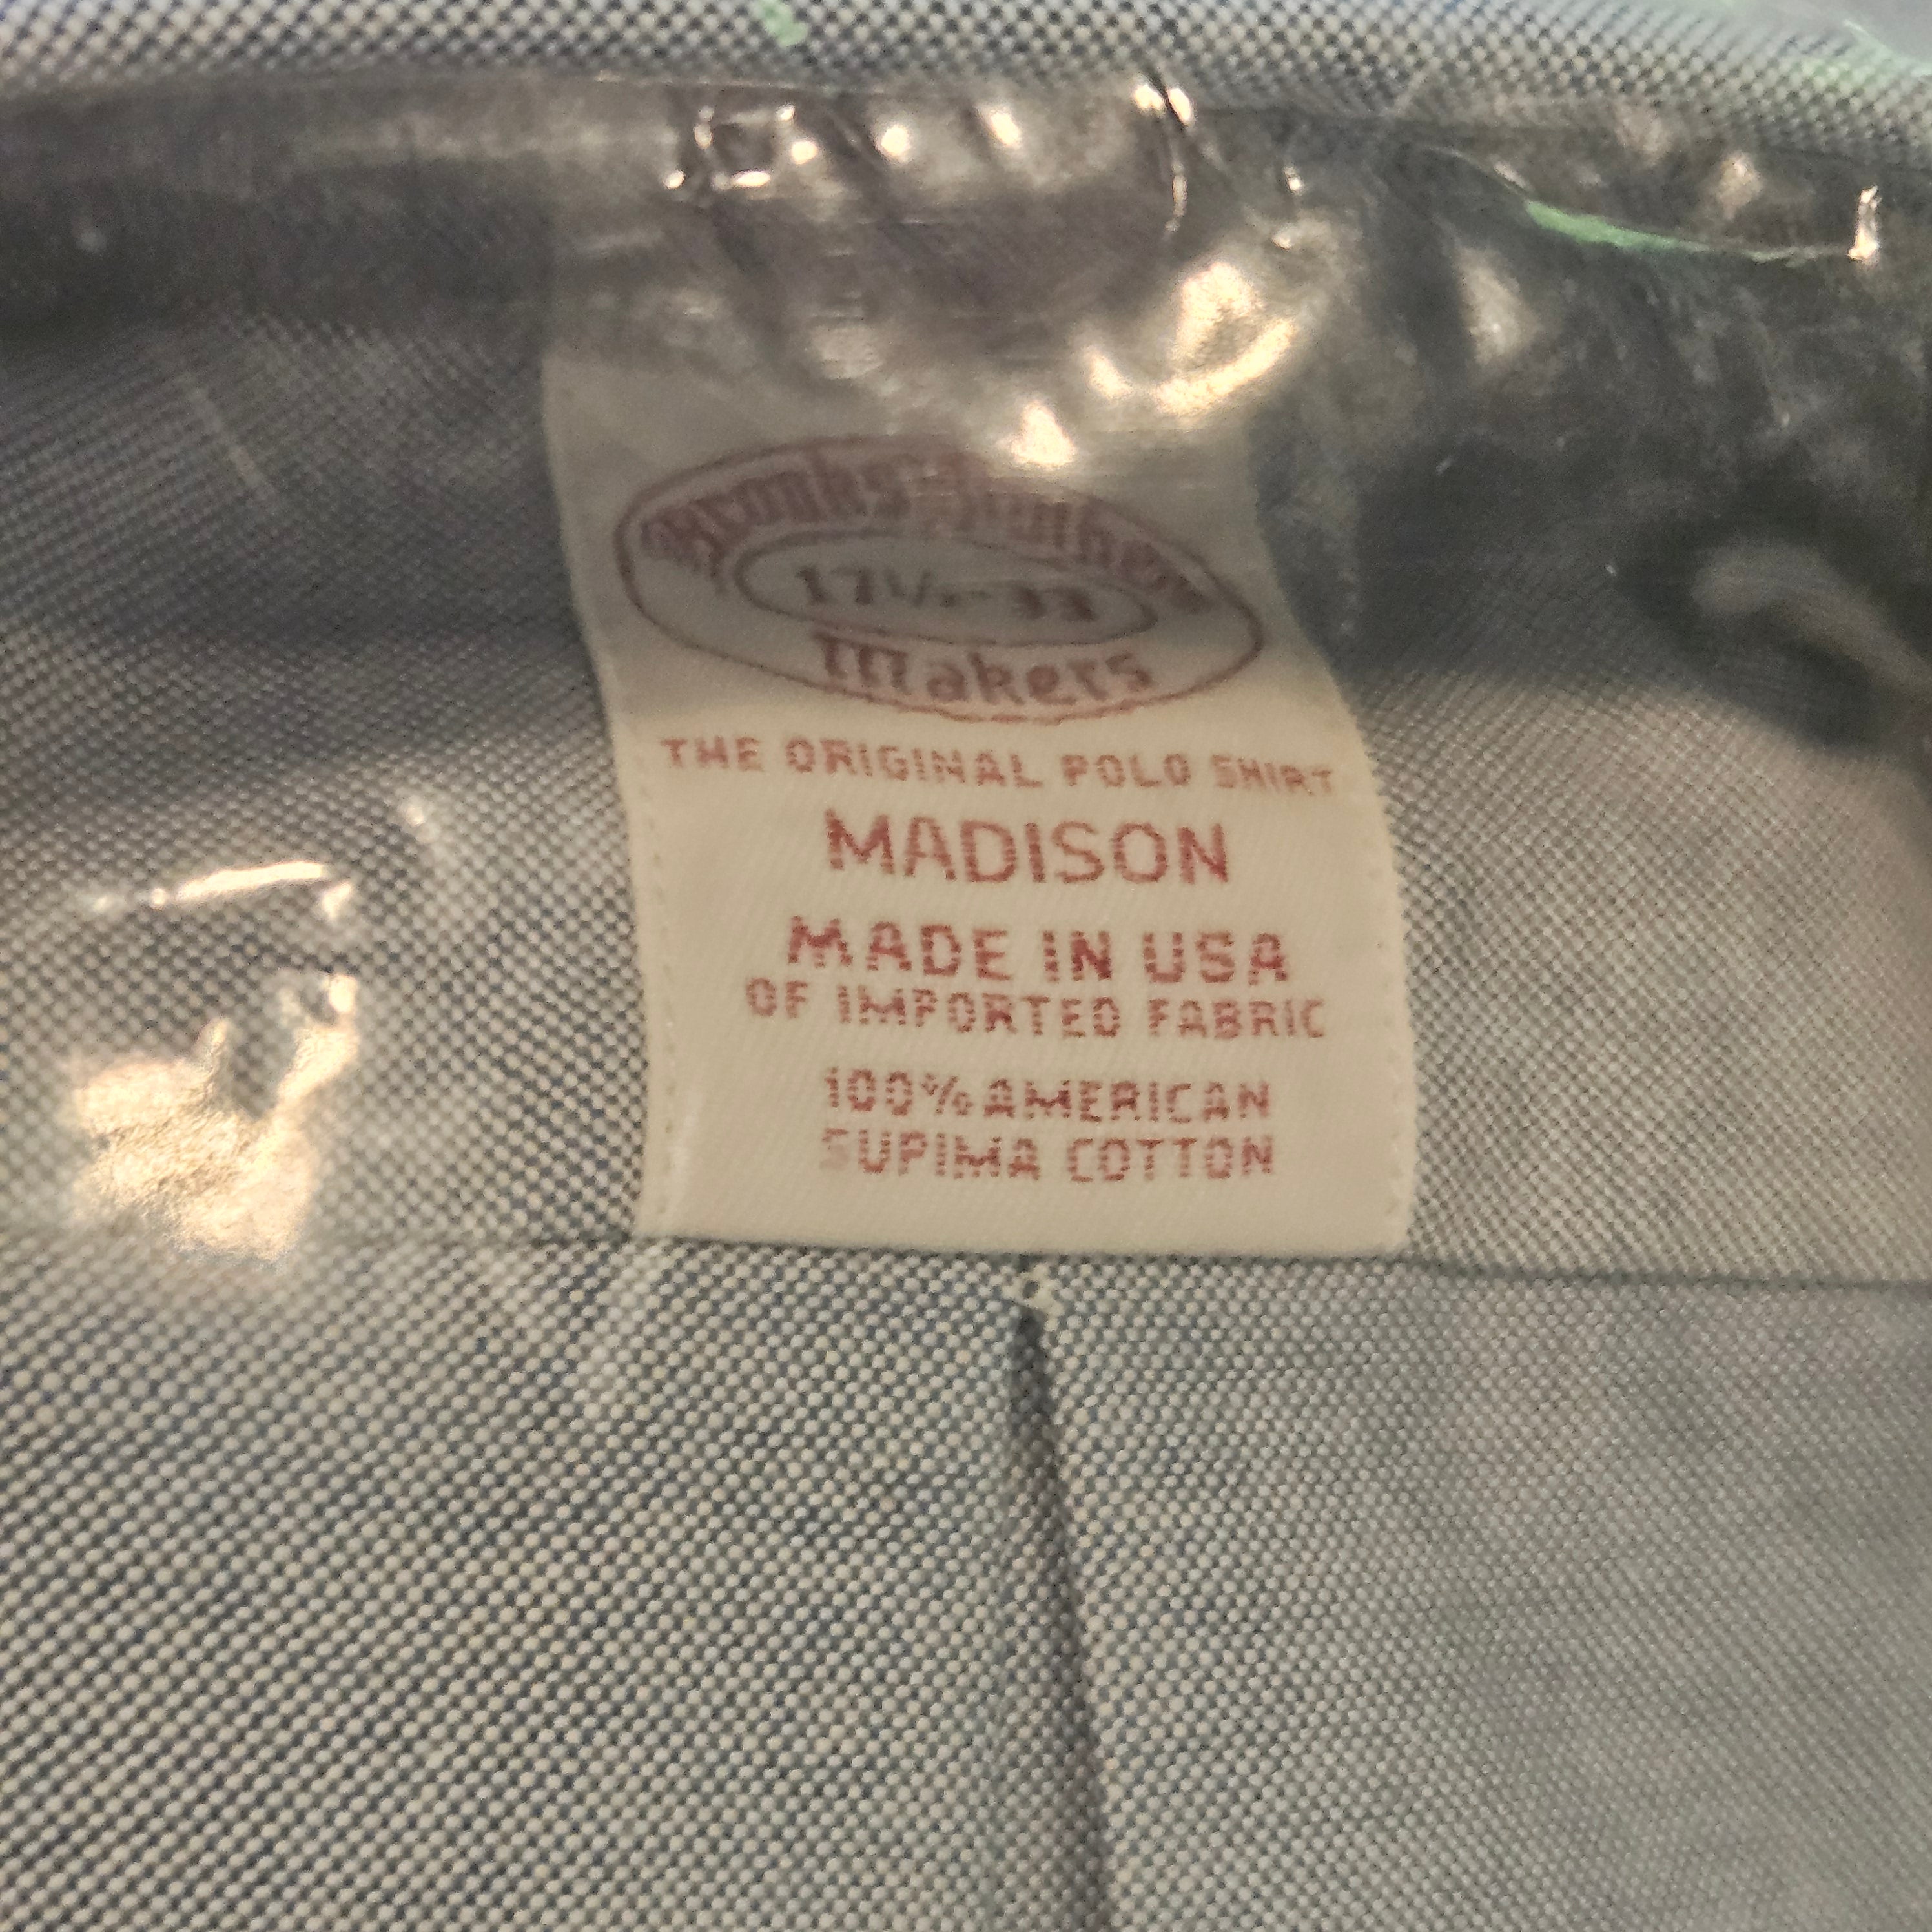 Brooks Brothers
17½-33
Makers
THE ORIGINAL POLO SHIRT
MADISON
MADE IN USA
OF IMPORTED FABRIC
100% AMERICAN
SUPIMA COTTON